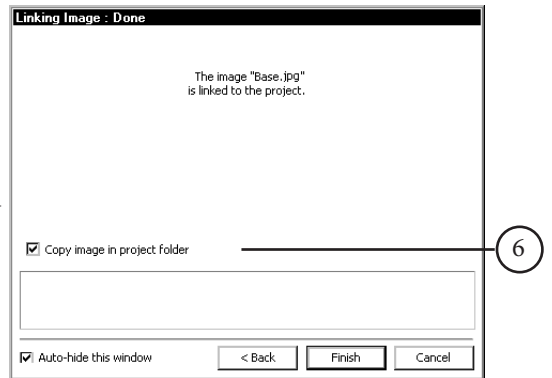 Linking Image : Done
The image "Base.jpg"
is linked to the project.
Copy image in project folder
6
Auto-hide this window
< Back
Finish
Cancel